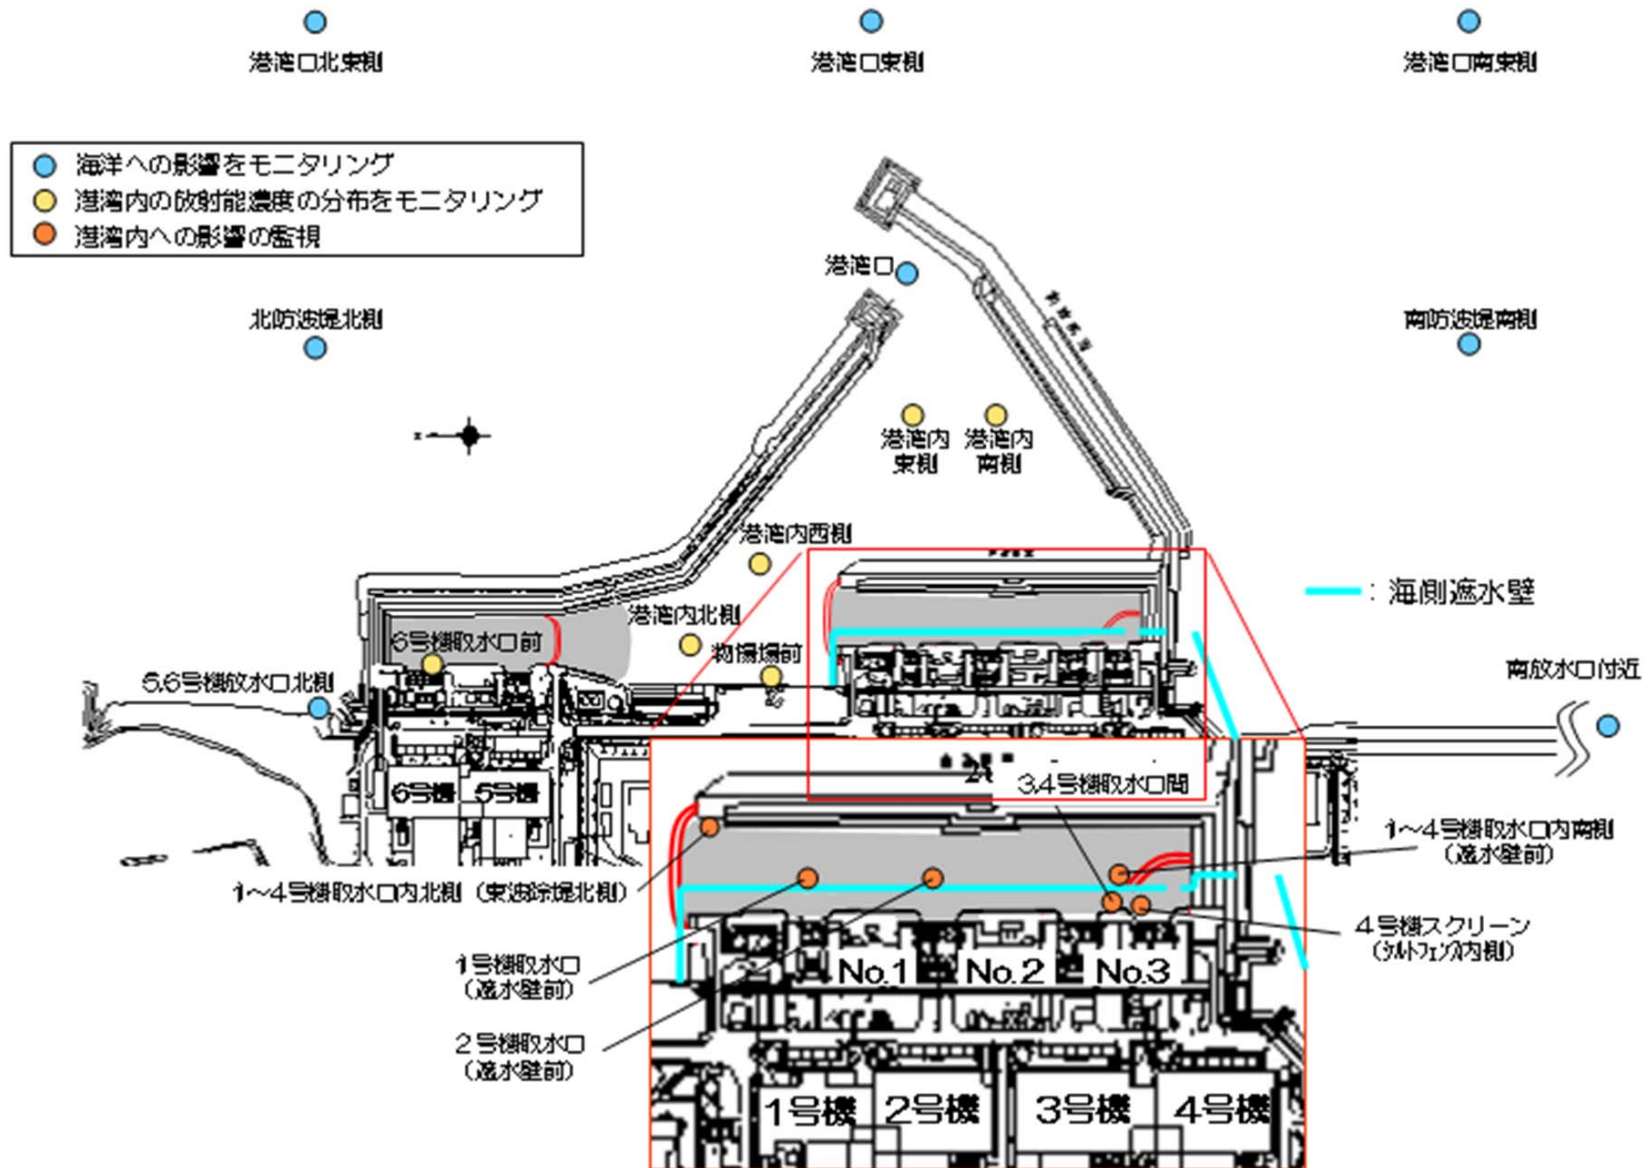 港湾口北東側
港湾口東側
港湾口南東側
海洋への影響をモニタリング
港湾内の放射能濃度の分布をモニタリング
港湾内への影響の監視
港湾口
北防波堤北側
南防波堤南側
港湾内
東側
港湾内
南側
港湾内西側
: 海側遮水壁
港湾内北側
6号機取水口前
物揚場前
南放水口付近
5,6号機放水口北側
6号機
5号機
3,4号機取水口間
1～4号機取水口内南側
(遮水壁前)
1～4号機取水口内北側 (東波除堤北側)
4号機スクリーン
(シルトフェンス内側)
1号機取水口
(遮水壁前)
No.1
No.2
No.3
2号機取水口
(遮水壁前)
1号機
2号機
3号機
4号機